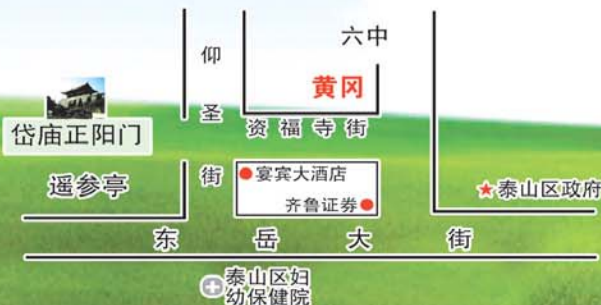 六中
仰圣街
黄冈
岱庙正阳门
资福寺街
遥参亭
宴宾大酒店
泰山区政府
齐鲁证券
东岳大街
泰山区妇
幼保健院